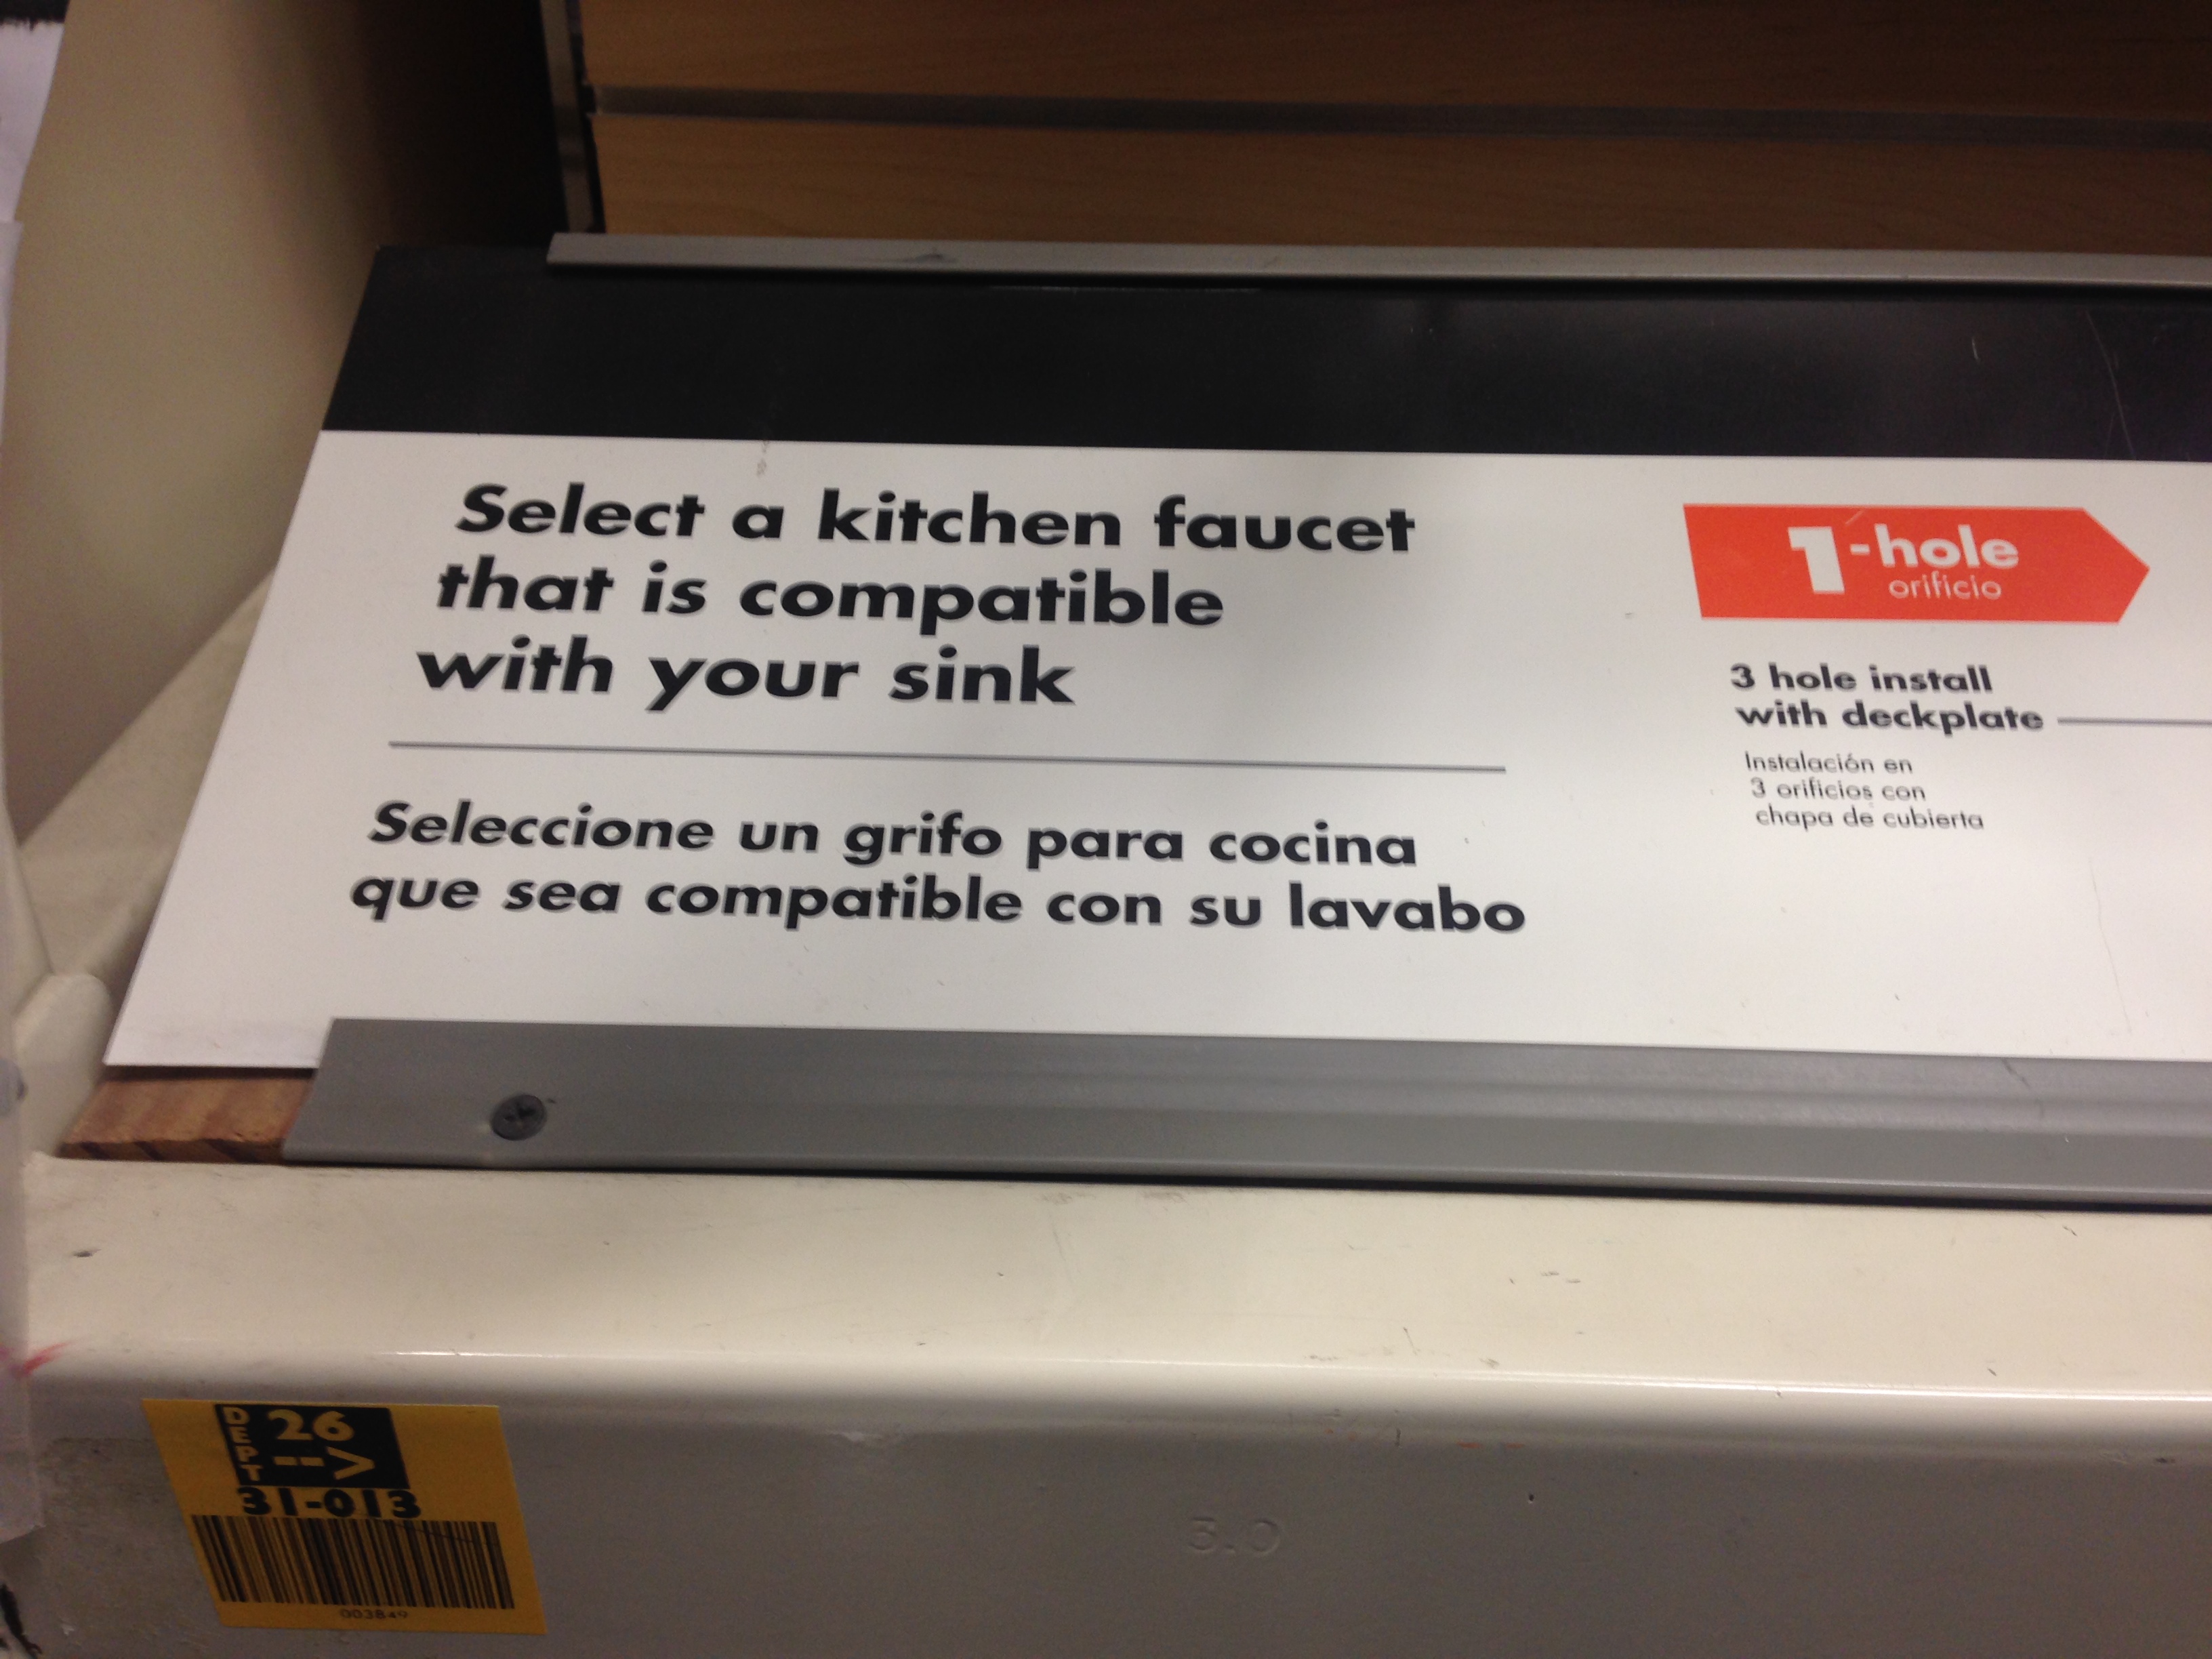 Select a kitchen faucet
that is compatible
with your sink
Seleccione un grifo para cocina
que sea compatible con su lavabo
1-hole
orificio
3 hole install
with deckplate
Instalación en
3 orificios con
chapa de cubierta
DEPT
26
-->
31-013
003849
3.0